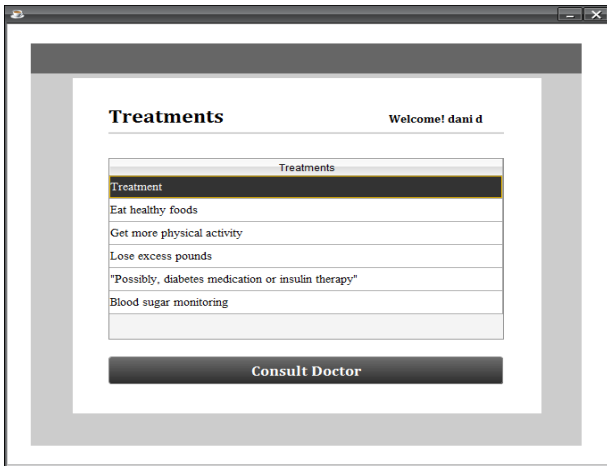 Treatments
Welcome! dani d
Treatments
Treatment
Eat healthy foods
Get more physical activity
Lose excess pounds
"Possibly, diabetes medication or insulin therapy"
Blood sugar monitoring
Consult Doctor